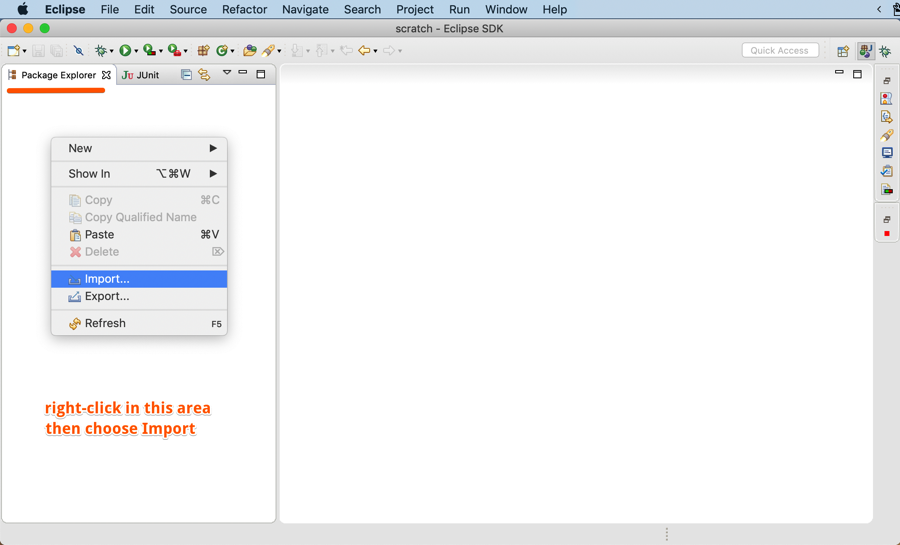 Eclipse File Edit Source Refactor Navigate Search Project Run Window Help
scratch - Eclipse SDK
Quick Access
Package Explorer Ju JUnit
New
Show In ⌥⌘W
Copy ⌘C
Copy Qualified Name
Paste ⌘V
Delete ⌦
Import...
Export...
Refresh F5
right-click in this area
then choose Import